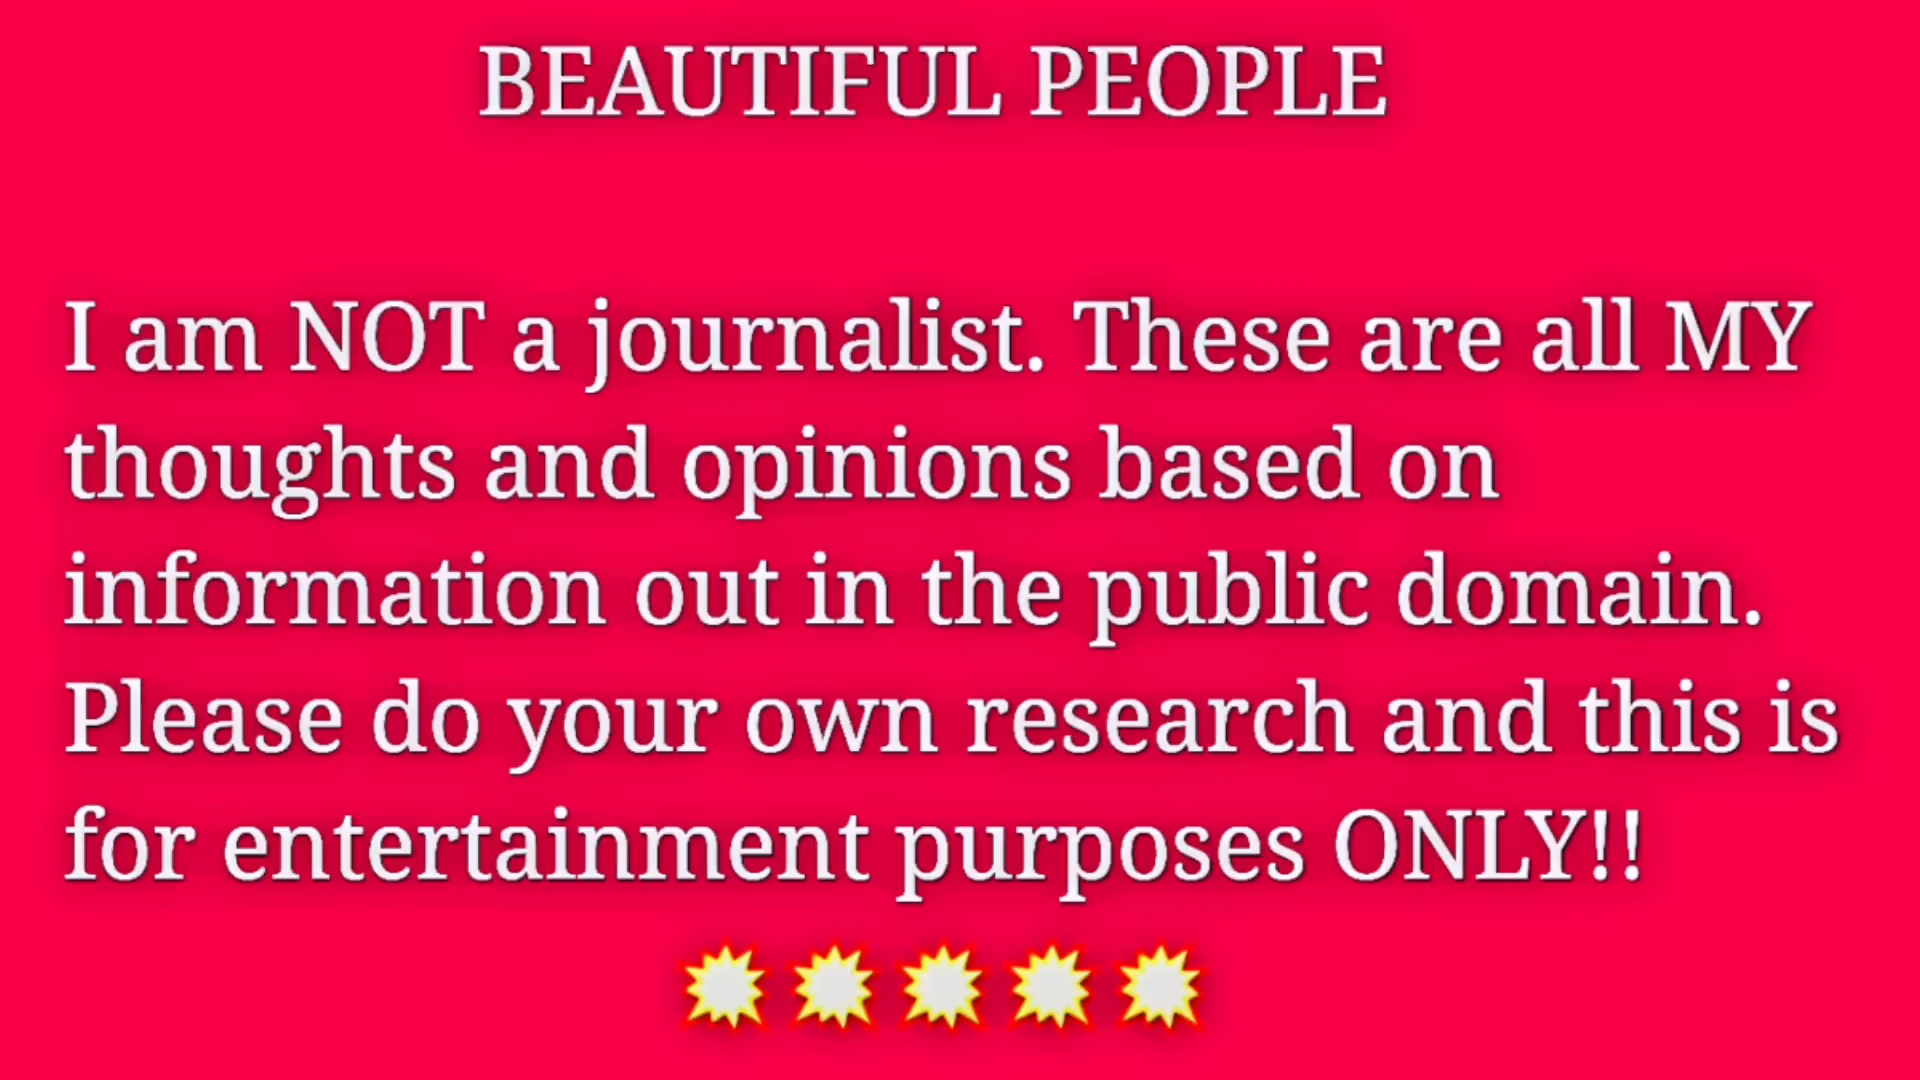 BEAUTIFUL PEOPLE
I am NOT a journalist. These are all MY
thoughts and opinions based on
information out in the public domain.
Please do your own research and this is
for entertainment purposes ONLY!!